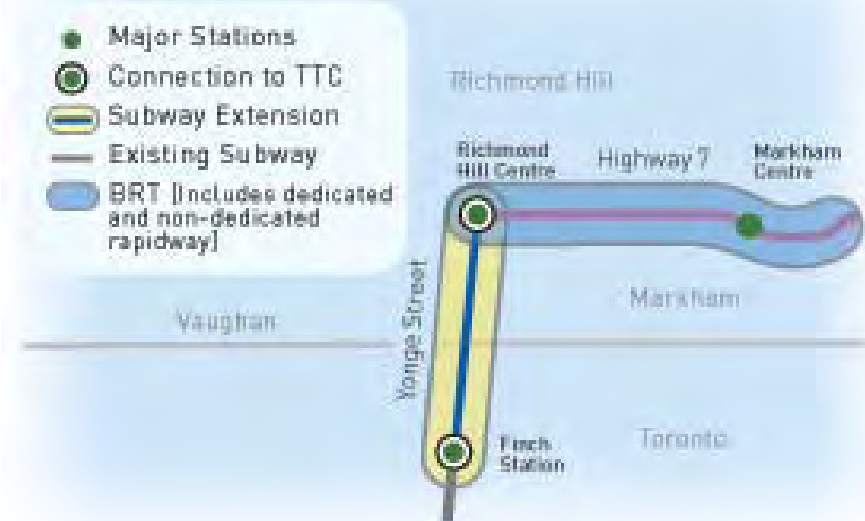 Major Stations
Connection to TTC
Subway Extension
Existing Subway
BRT [Includes dedicated
and non-dedicated
rapidway]
Richmond Hill
Richmond
Hill Centre
Highway 7
Markham
Centre
Yonge Street
Vaughan
Markham
Finch
Station
Toronto